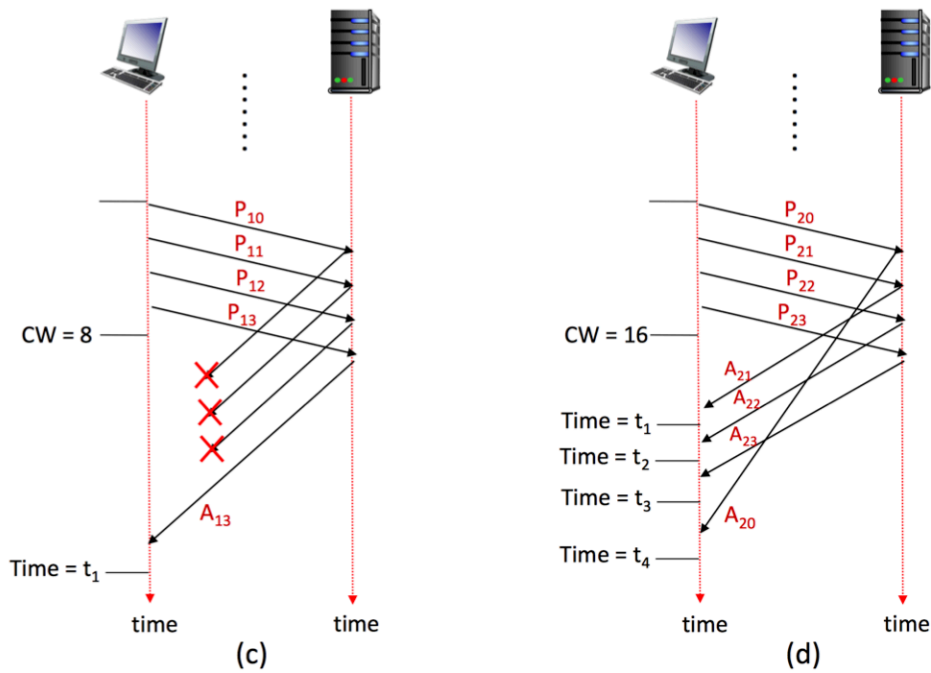 P10
P11
P12
P13
CW = 8
A13
Time = t1
time
time
(c)
P20
P21
P22
P23
CW = 16
A21
A22
A23
Time = t1
Time = t2
Time = t3
A20
Time = t4
time
time
(d)